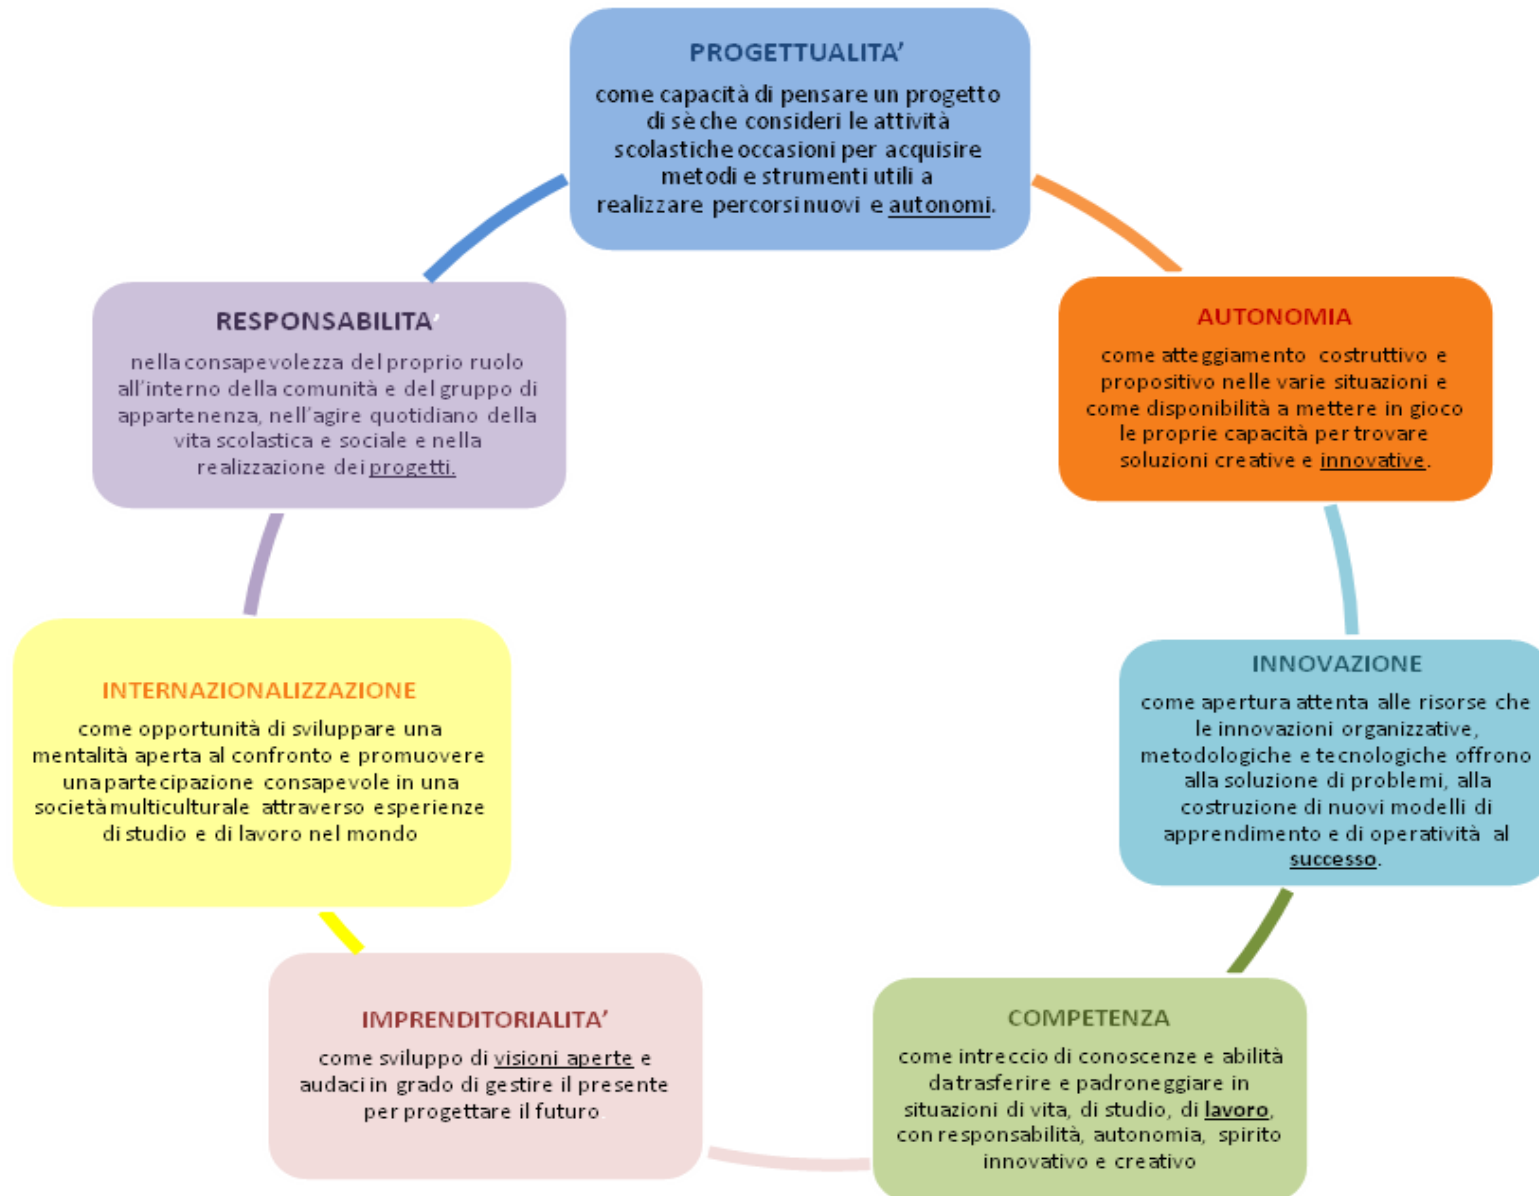 PROGETTUALITA’
come capacità di pensare un progetto
di sè che consideri le attività
scolastiche occasioni per acquisire
metodi e strumenti utili a
realizzare percorsi nuovi e autonomi.
AUTONOMIA
come atteggiamento costruttivo e
propositivo nelle varie situazioni e
come disponibilità a mettere in gioco
le proprie capacità per trovare
soluzioni creative e innovative.
INNOVAZIONE
come apertura attenta alle risorse che
le innovazioni organizzative,
metodologiche e tecnologiche offrono
alla soluzione di problemi, alla
costruzione di nuovi modelli di
apprendimento e di operatività al
successo.
COMPETENZA
come intreccio di conoscenze e abilità
da trasferire e padroneggiare in
situazioni di vita, di studio, di lavoro,
con responsabilità, autonomia, spirito
innovativo e creativo
IMPRENDITORIALITA’
come sviluppo di visioni aperte e
audaci in grado di gestire il presente
per progettare il futuro.
INTERNAZIONALIZZAZIONE
come opportunità di sviluppare una
mentalità aperta al confronto e promuovere
una partecipazione consapevole in una
società multiculturale attraverso esperienze
di studio e di lavoro nel mondo
RESPONSABILITA’
nella consapevolezza del proprio ruolo
all’interno della comunità e del gruppo di
appartenenza, nell’agire quotidiano della
vita scolastica e sociale e nella
realizzazione dei progetti.